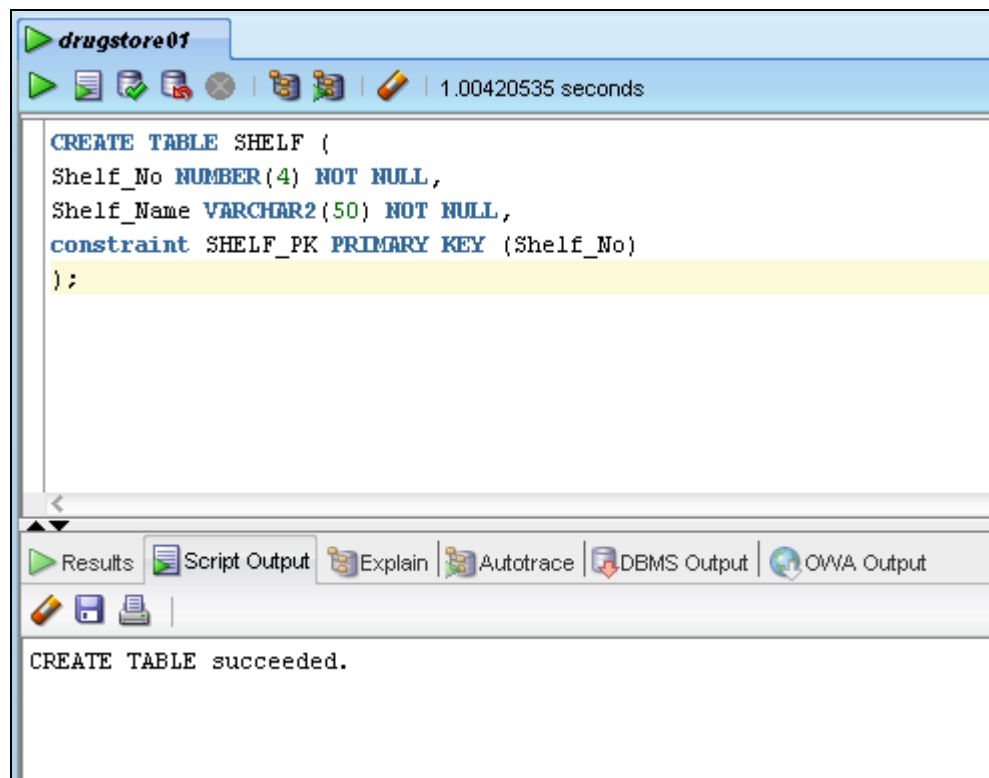 drugstore01
1.00420535 seconds
CREATE TABLE SHELF (
Shelf_No NUMBER(4) NOT NULL,
Shelf_Name VARCHAR2(50) NOT NULL,
constraint SHELF_PK PRIMARY KEY (Shelf_No)
);
Results Script Output Explain Autotrace DBMS Output OWA Output
CREATE TABLE succeeded.